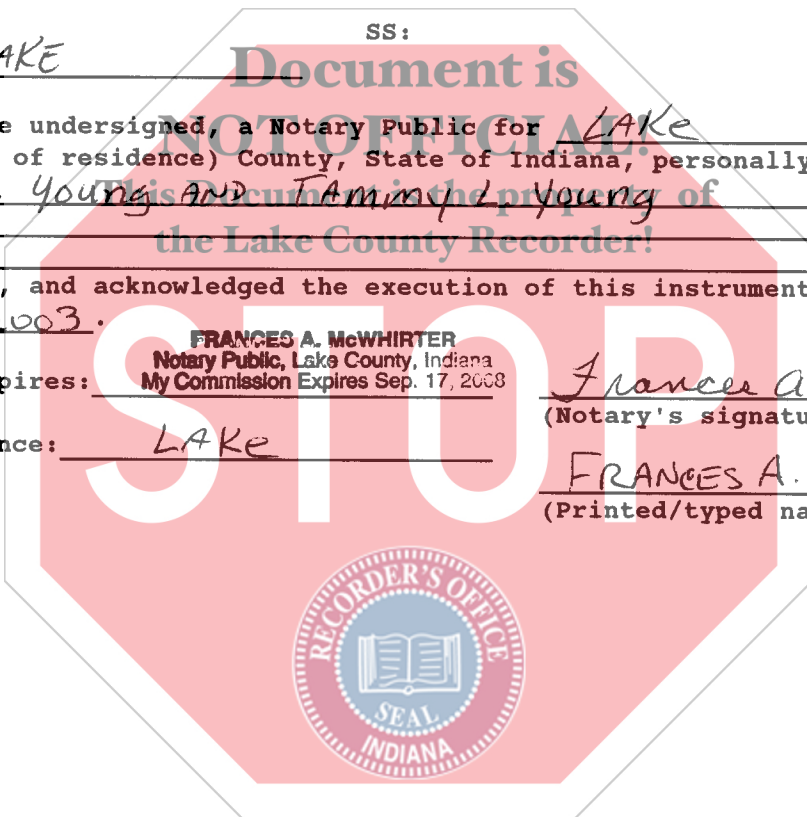 SS:
AKE
Document is
e undersigned, a Notary Public for LAKe
NOT OFFICIAL!
of residence) County, State of Indiana, personally
. Young AND TAmmy L. Young
This Document is the property of
the Lake County Recorder!
, and acknowledged the execution of this instrument
003.
FRANCES A. McWHIRTER
Notary Public, Lake County, Indiana
pires: My Commission Expires Sep. 17, 2008
Frances A
(Notary's signatu
nce: LAKe
FRANCES A.
(Printed/typed na
STOP
RECORDER'S OFFICE
SEAL
INDIANA